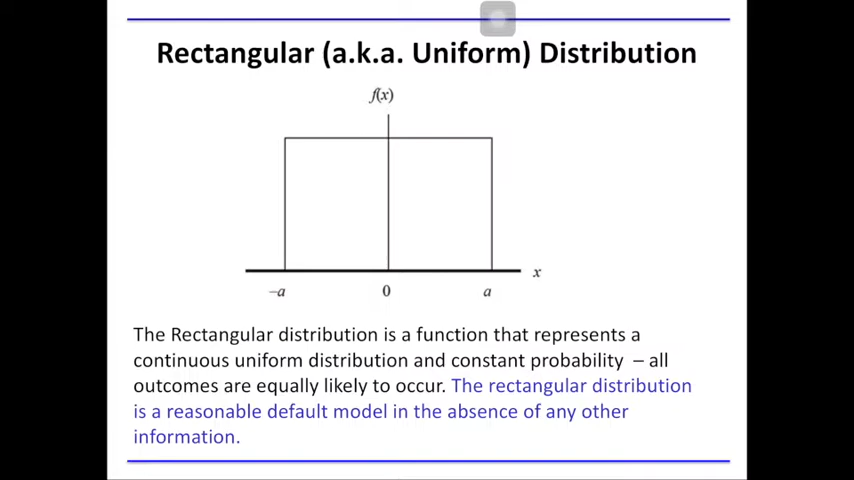 Rectangular (a.k.a. Uniform) Distribution
f(x)
x
–a
0
a
The Rectangular distribution is a function that represents a
continuous uniform distribution and constant probability – all
outcomes are equally likely to occur. The rectangular distribution
is a reasonable default model in the absence of any other
information.